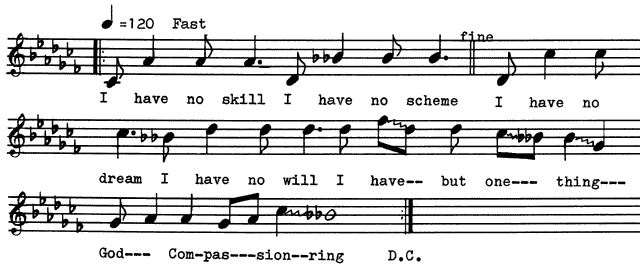 =120 Fast
fine
I have no skill I have no scheme I have no
dream I have no will I have-- but one--- thing---
God--- Com-pas---sion--ring D.C.